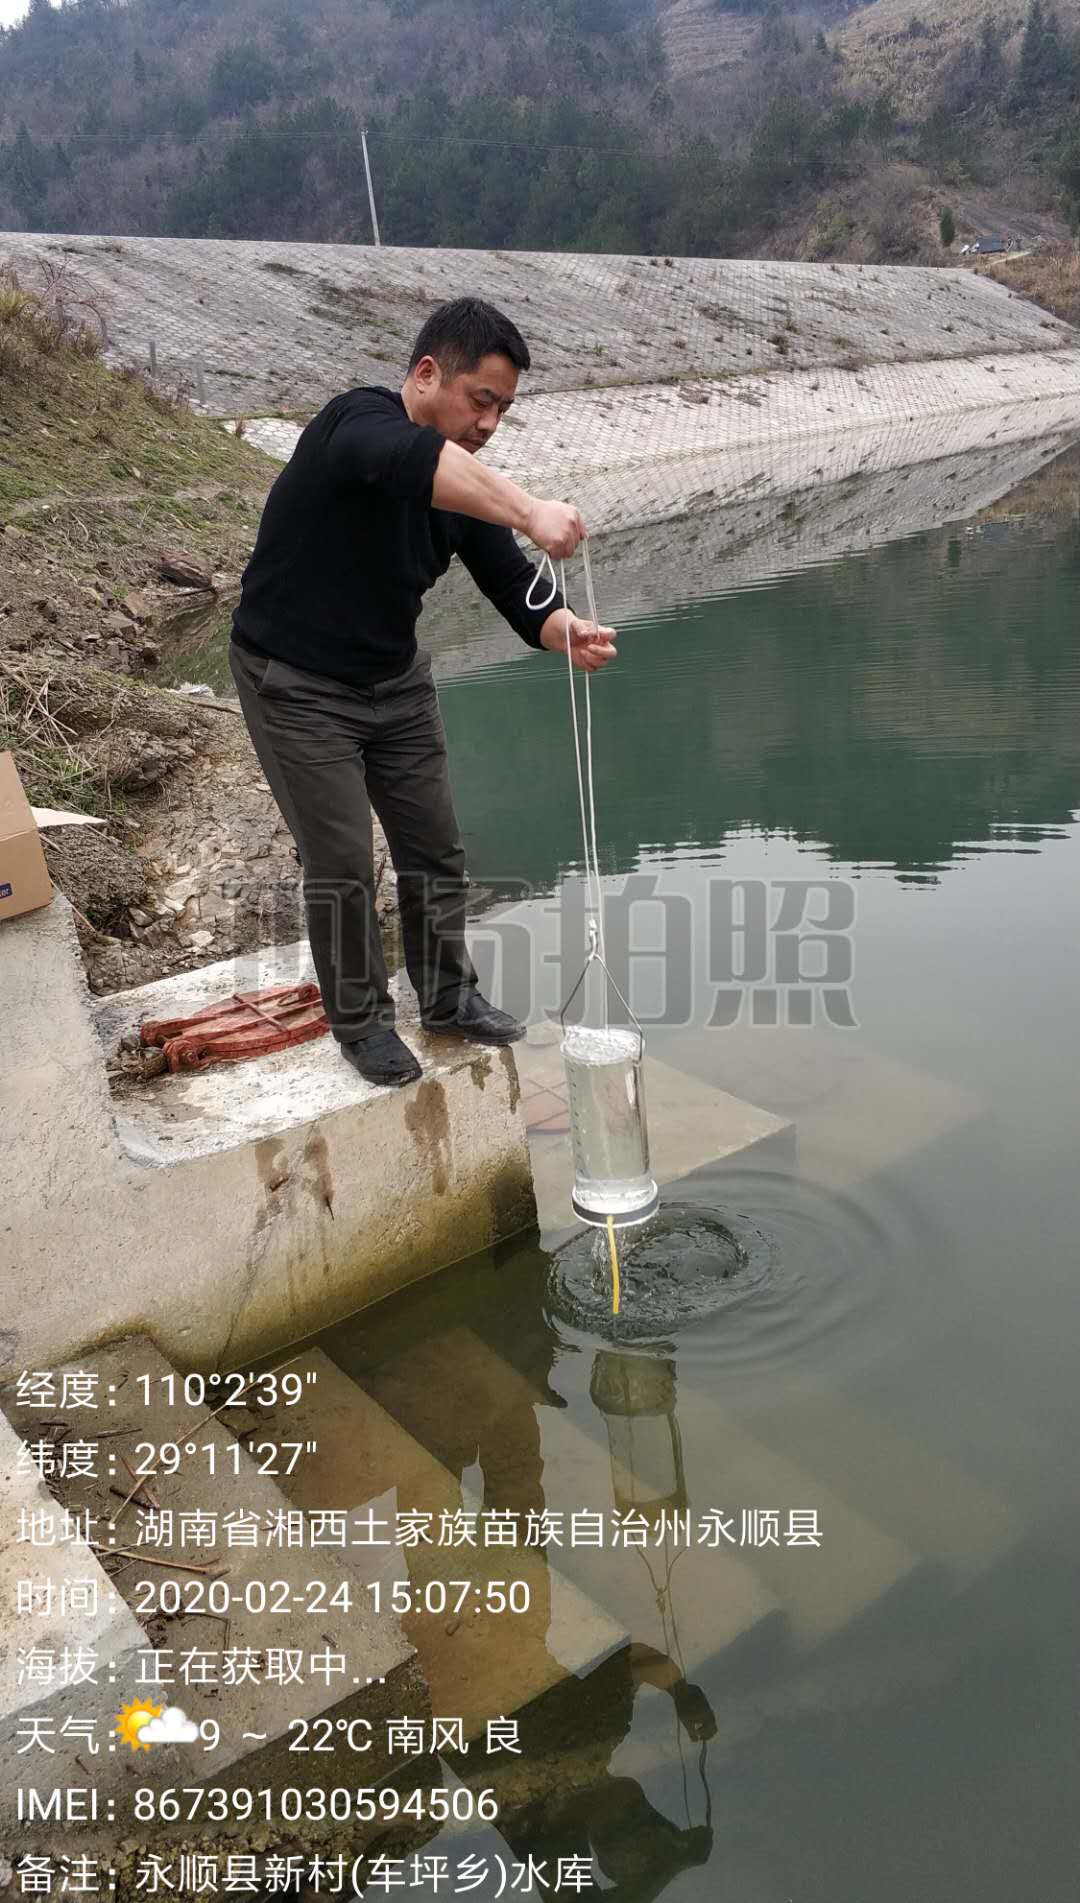 现场拍照
经度: 110°2'39"
纬度: 29°11'27"
地址: 湖南省湘西土家族苗族自治州永顺县
时间: 2020-02-24 15:07:50
海拔: 正在获取中...
天气: 9 ~ 22℃ 南风 良
IMEI: 867391030594506
备注: 永顺县新村(车坪乡)水库